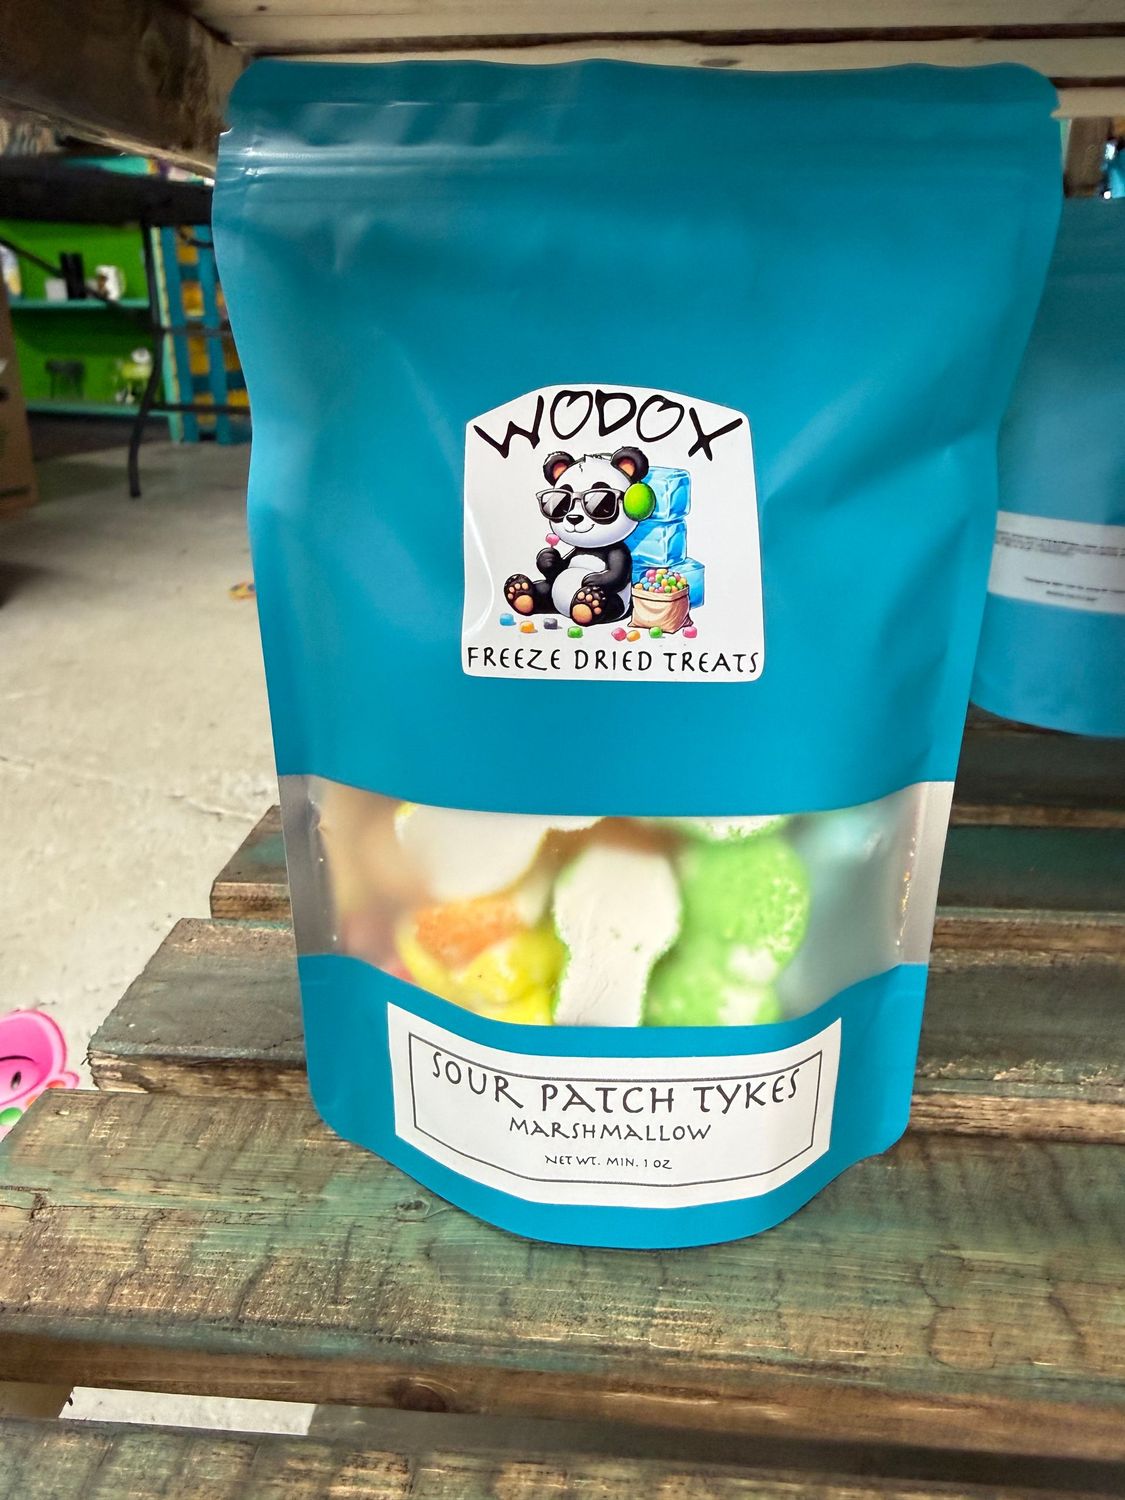 WODOX
FREEZE DRIED TREATS
SOUR PATCH TYKES
MARSHMALLOW
NET WT. MIN. 1 OZ